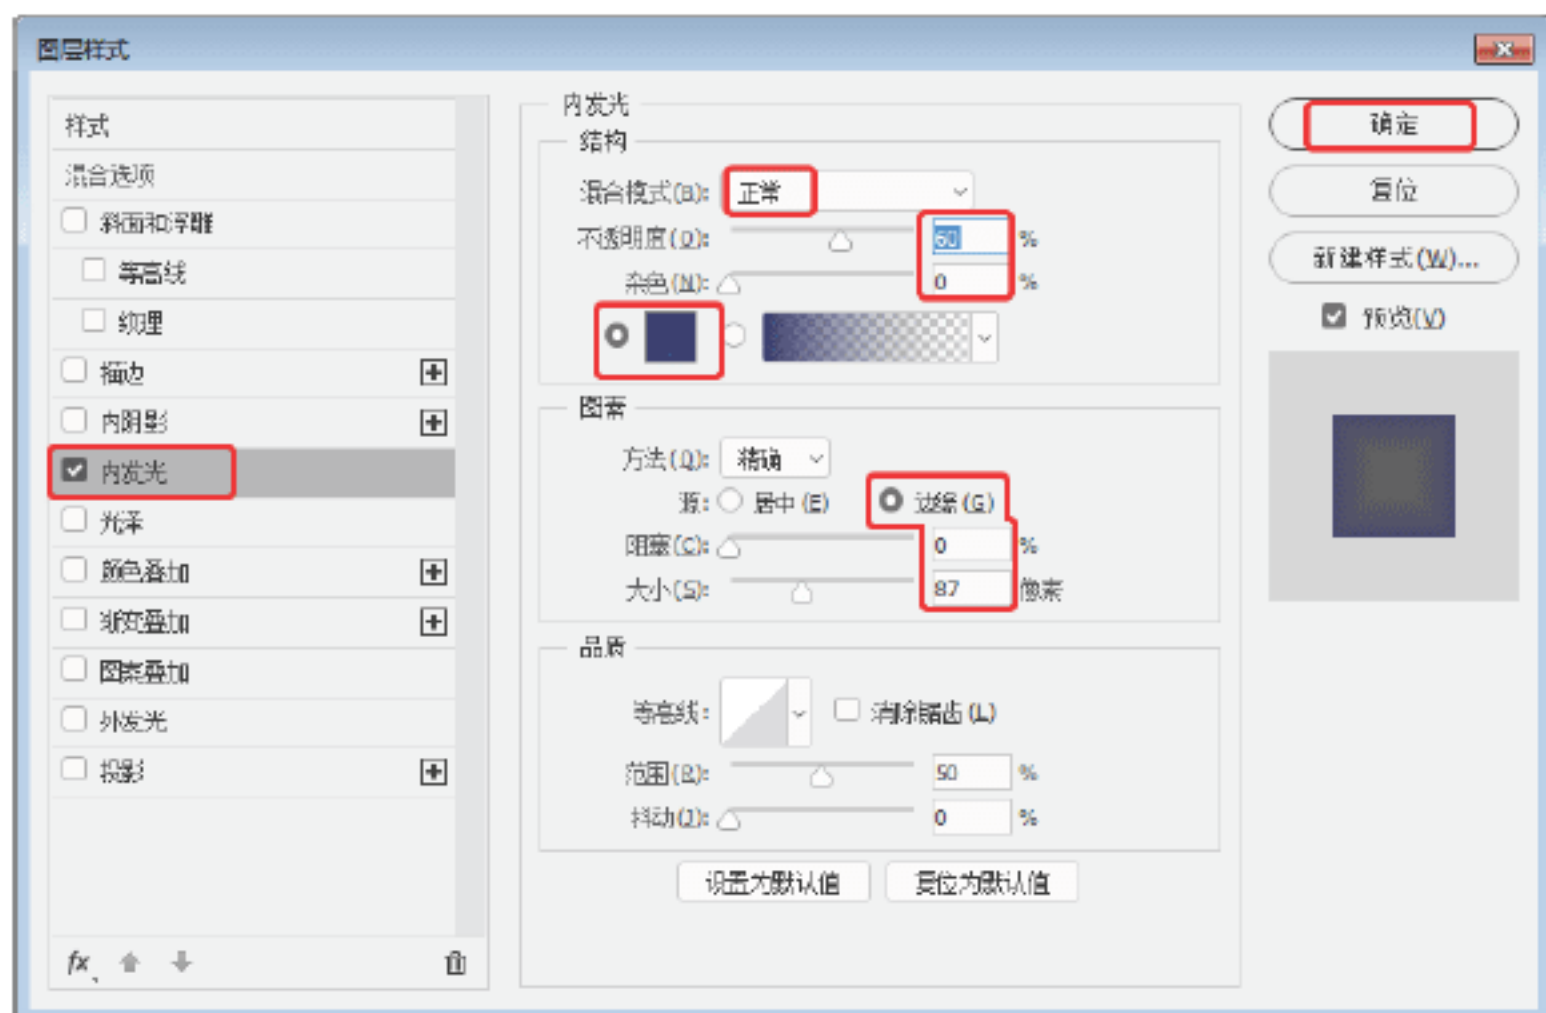 图层样式
样式
混合选项
斜面和浮雕
等高线
纹理
描边
内阴影
内发光
光泽
颜色叠加
渐变叠加
图案叠加
外发光
投影
fx
内发光
结构
混合模式(B): 正常
不透明度(O): 60 %
杂色(N): 0 %
图素
方法(Q): 精确
源: 居中(E) 边缘(G)
阻塞(C): 0 %
大小(S): 87 像素
品质
等高线: 消除锯齿(L)
范围(R): 50 %
抖动(J): 0 %
设置为默认值 复位为默认值
确定
复位
新建样式(W)...
预览(V)